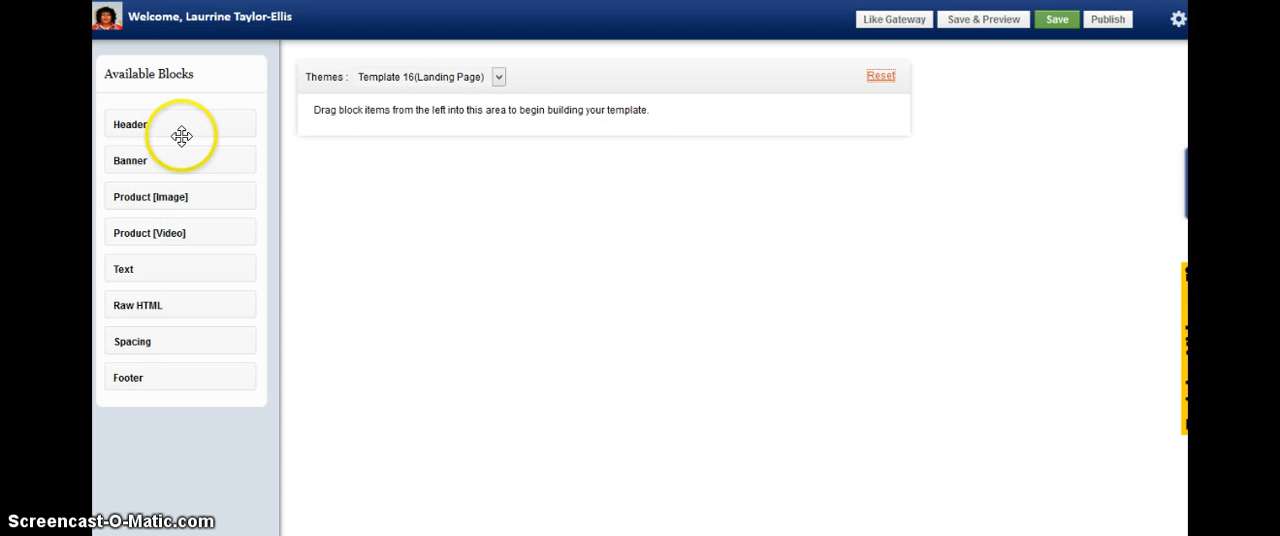 Welcome, Laurrine Taylor-Ellis
Like Gateway
Save & Preview
Save
Publish
Available Blocks
Header
Banner
Product [Image]
Product [Video]
Text
Raw HTML
Spacing
Footer
Themes : Template 16(Landing Page)
Reset
Drag block items from the left into this area to begin building your template.
Screencast-O-Matic.com